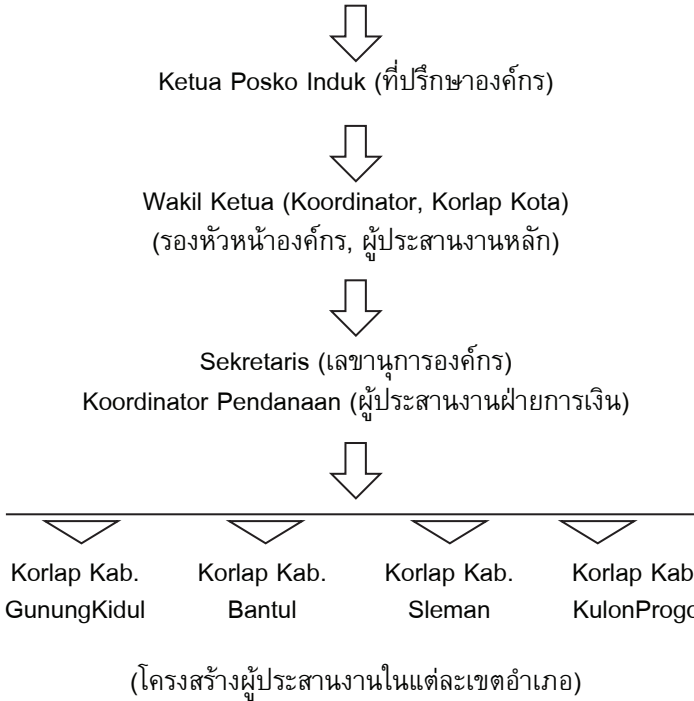 Ketua Posko Induk (ที่ปรึกษาองค์กร)
Wakil Ketua (Koordinator, Korlap Kota)
(รองหัวหน้าองค์กร, ผู้ประสานงานหลัก)
Sekretaris (เลขานุการองค์กร)
Koordinator Pendanaan (ผู้ประสานงานฝ่ายการเงิน)
Korlap Kab. Korlap Kab. Korlap Kab. Korlap Kab
GunungKidul Bantul Sleman KulonProgo
(โครงสร้างผู้ประสานงานในแต่ละเขตอำเภอ)